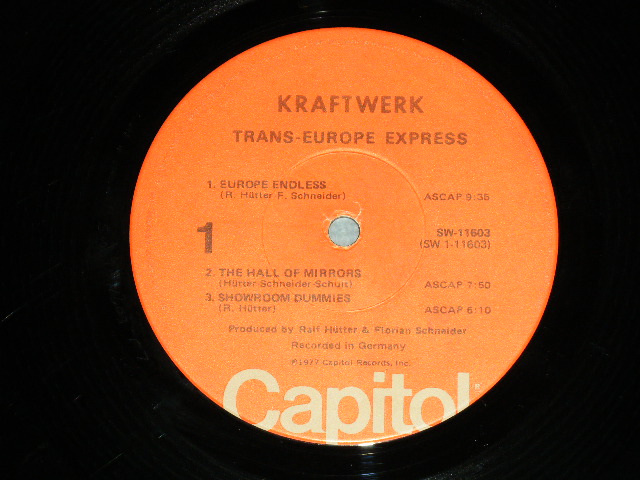 KRAFTWERK
TRANS-EUROPE EXPRESS
1. EUROPE ENDLESS
(R. Hütter F. Schneider) ASCAP 9:35
1
SW-11603
(SW 1-11603)
2. THE HALL OF MIRRORS
(Hütter Schneider Schult) ASCAP 7:50
3. SHOWROOM DUMMIES
(R. Hütter) ASCAP 6:10
Produced by Ralf Hütter & Florian Schneider
Recorded in Germany
℗1977 Capitol Records, Inc.
Capitol